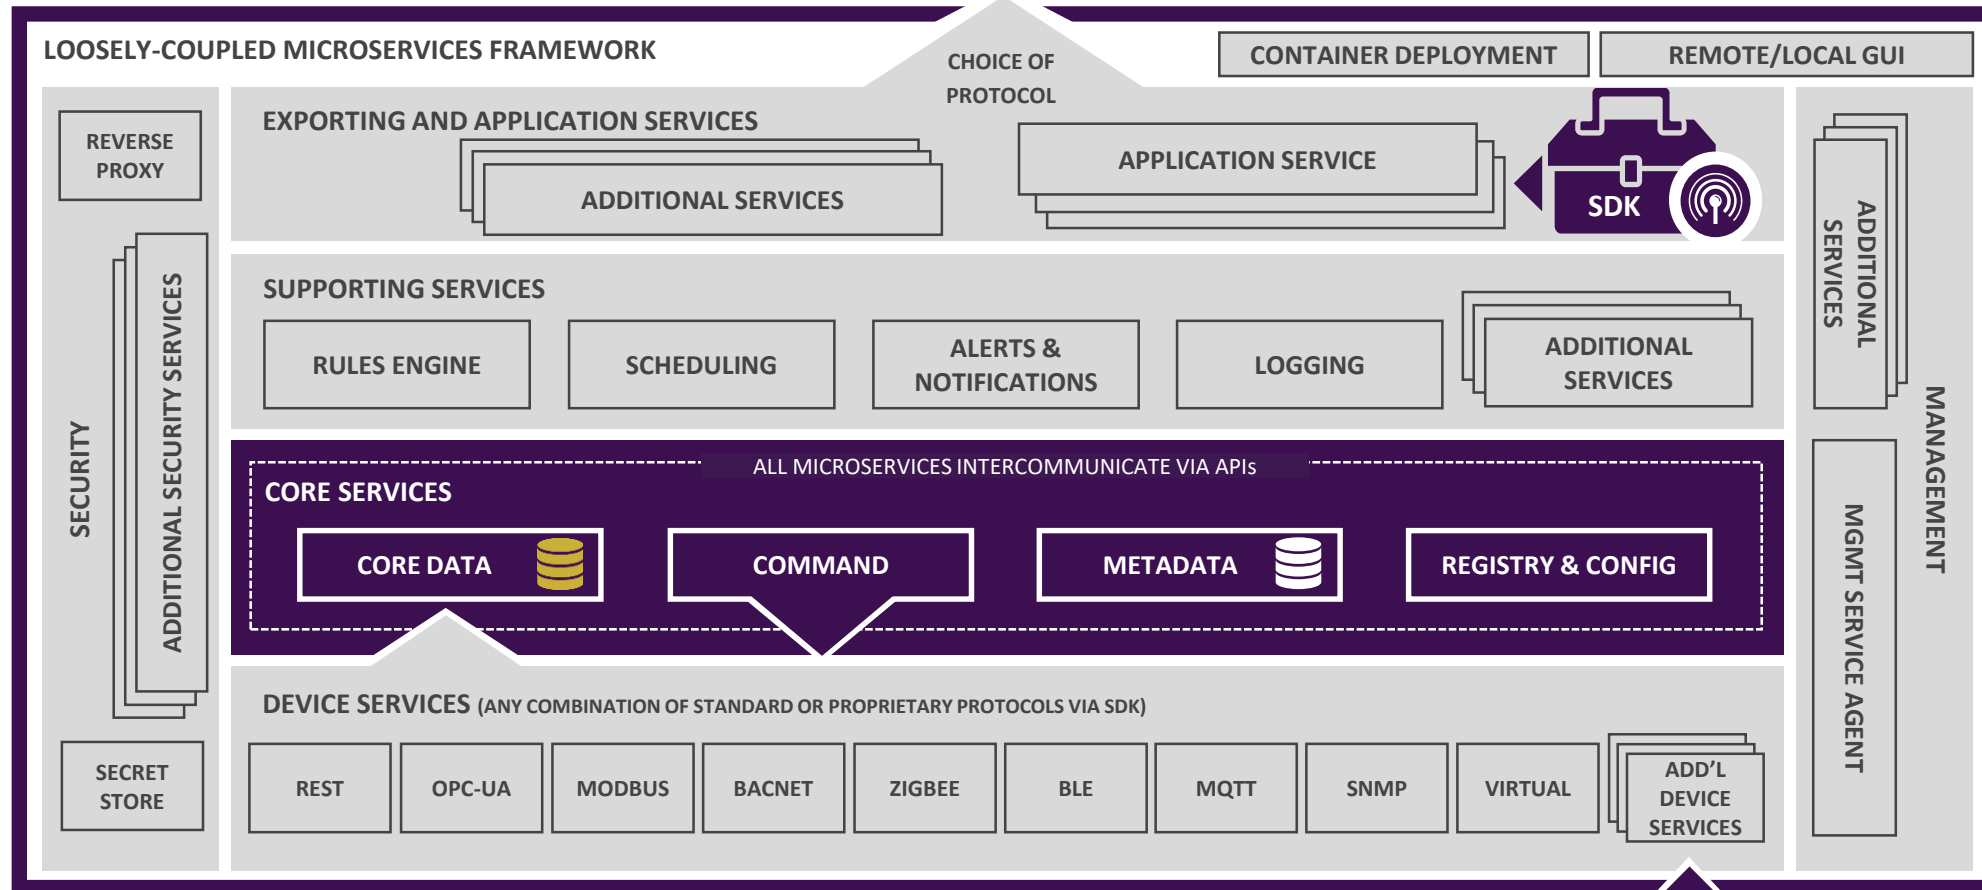 LOOSELY-COUPLED MICROSERVICES FRAMEWORK
CHOICE OF
PROTOCOL
CONTAINER DEPLOYMENT
REMOTE/LOCAL GUI
REVERSE
PROXY
SECURITY
ADDITIONAL SECURITY SERVICES
SECRET
STORE
EXPORTING AND APPLICATION SERVICES
ADDITIONAL SERVICES
APPLICATION SERVICE
SDK
SUPPORTING SERVICES
RULES ENGINE
SCHEDULING
ALERTS &
NOTIFICATIONS
LOGGING
ADDITIONAL
SERVICES
ALL MICROSERVICES INTERCOMMUNICATE VIA APIs
CORE SERVICES
CORE DATA
COMMAND
METADATA
REGISTRY & CONFIG
DEVICE SERVICES (ANY COMBINATION OF STANDARD OR PROPRIETARY PROTOCOLS VIA SDK)
REST
OPC-UA
MODBUS
BACNET
ZIGBEE
BLE
MQTT
SNMP
VIRTUAL
ADD'L
DEVICE
SERVICES
ADDITIONAL
SERVICES
MANAGEMENT
MGMT SERVICE AGENT